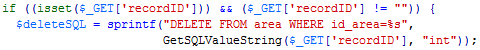 if ((isset($_GET['recordID'])) && ($_GET['recordID'] != "")) {
$deleteSQL = sprintf("DELETE FROM area WHERE id_area=%s",
GetSQLValueString($_GET['recordID'], "int"));